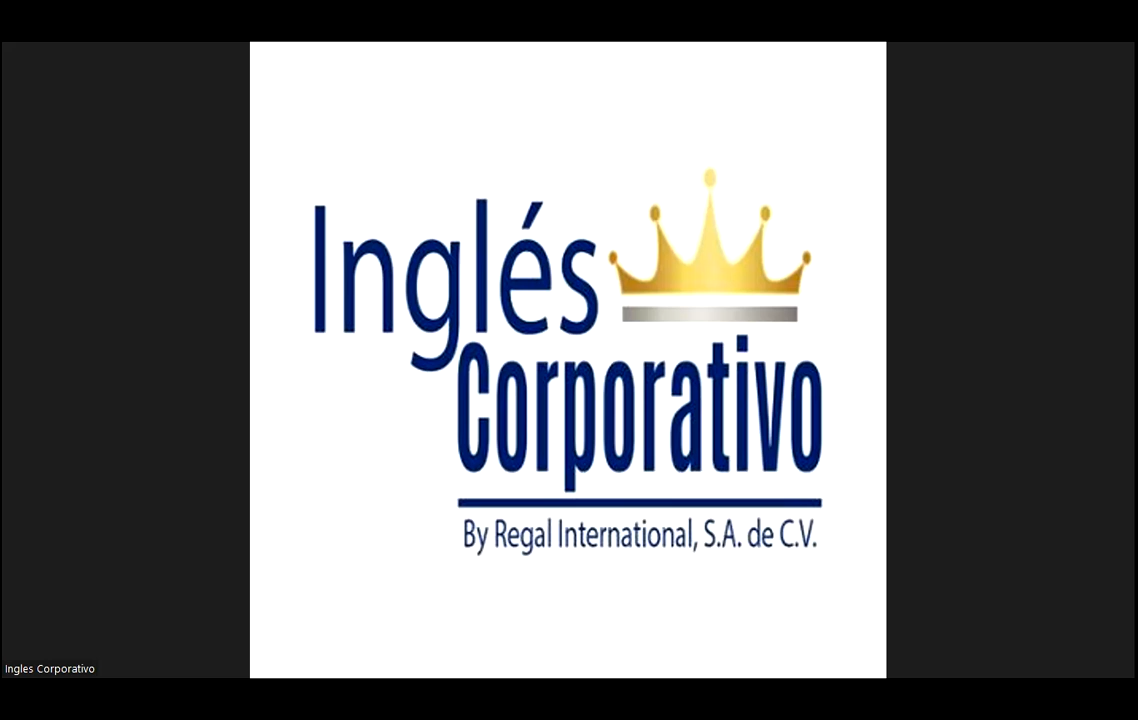 Inglés
Corporativo
By Regal International, S.A. de C.V.
Ingles Corporativo